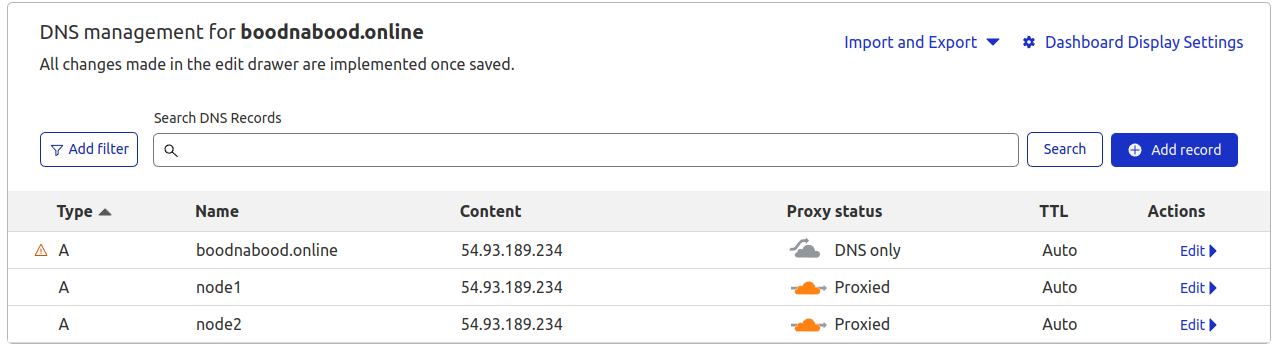 DNS management for boodnabood.online
All changes made in the edit drawer are implemented once saved.
Import and Export
Dashboard Display Settings
Search DNS Records
Add filter
Search
Add record
Type Name Content Proxy status TTL Actions
A boodnabood.online 54.93.189.234 DNS only Auto Edit
A node1 54.93.189.234 Proxied Auto Edit
A node2 54.93.189.234 Proxied Auto Edit